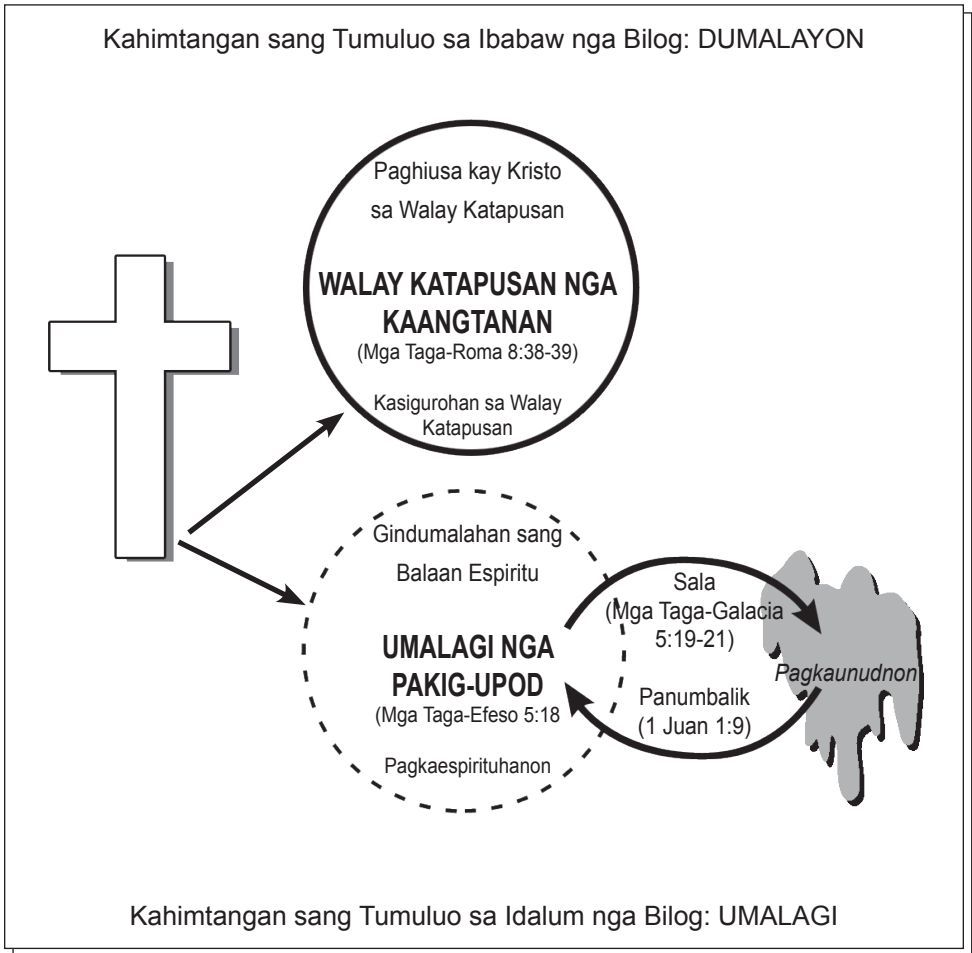 Kahimtangan sang Tumuluo sa Ibabaw nga Bilog: DUMALAYON
Paghiusa kay Kristo
sa Walay Katapusan
WALAY KATAPUSAN NGA
KAANGTANAN
(Mga Taga-Roma 8:38-39)
Kasigurohan sa Walay
Katapusan
Gindumalahan sang
Balaan Espiritu
UMALAGI NGA
PAKIG-UPOD
(Mga Taga-Efeso 5:18
Pagkaespirituhanon
Sala
(Mga Taga-Galacia
5:19-21)
Panumbalik
(1 Juan 1:9)
Pagkaunudnon
Kahimtangan sang Tumuluo sa Idalum nga Bilog: UMALAGI